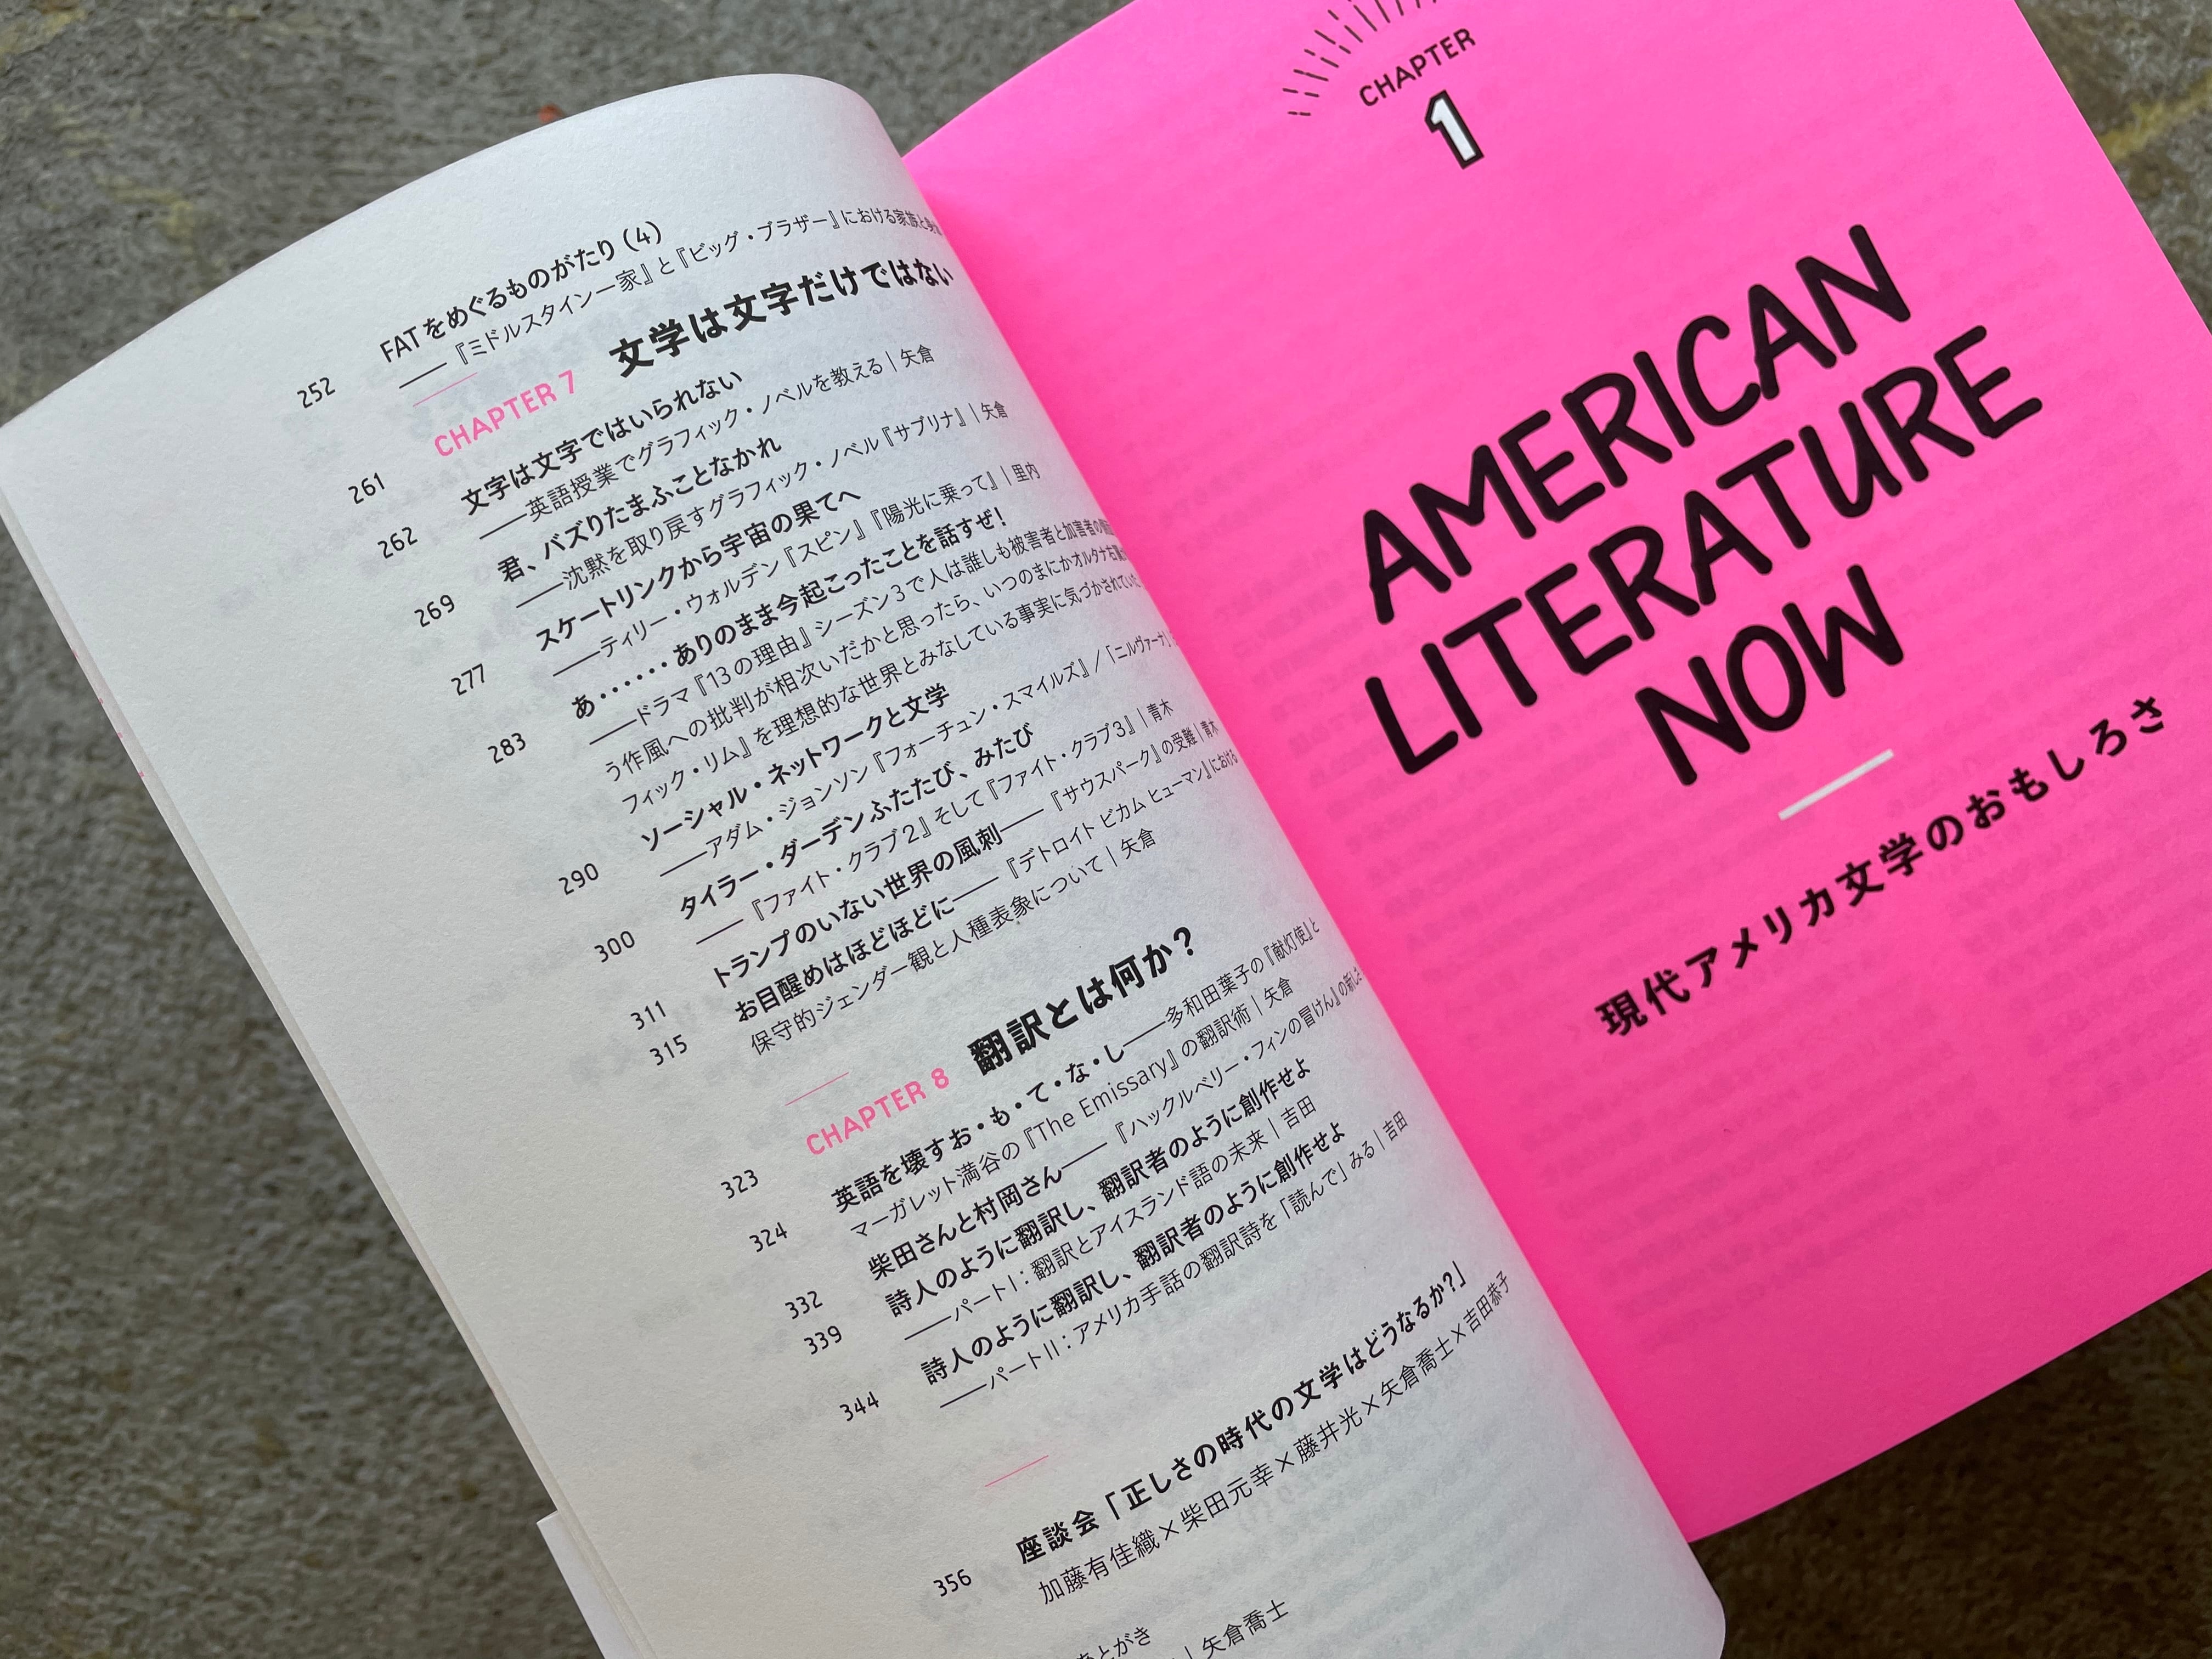 252
FATをめぐるものがたり（4）
――『ミドルスタイン一家』と『ビッグ・ブラザー』における家族と
261
CHAPTER 7 文学は文字だけではない
262
文字は文字ではいられない
――英語授業でグラフィック・ノベルを教える｜矢倉
269
君、バズりたまふことなかれ
――沈黙を取り戻すグラフィック・ノベル『サブリナ』｜矢倉
277
スケートリンクから宇宙の果てへ
――ティリー・ウォルデン『スピン』『陽光に乗って』｜里内
283
あ‥‥‥ありのまま今起こったことを話すぜ！
――ドラマ『13の理由』シーズン3で人は誰しも被害者と加害者の
う作風への批判が相次いだかと思ったら、いつのまにかオルタナ右翼
フィック・リム』を理想的な世界とみなしている事実に気づかされてい
290
ソーシャル・ネットワークと文学
――アダム・ジョンソン『フォーチュン・スマイルズ』／「ニルヴァーナ」
300
タイラー・ダーデンふたたび、みたび
――『ファイト・クラブ2』そして『ファイト・クラブ3』｜青木
311
トランプのいない世界の風刺――『サウスパーク』の受難｜青木
315
お目醒めはほどほどに――『デトロイト ビカム ヒューマン』における
保守的ジェンダー観と人種表象について｜矢倉
323
CHAPTER 8 翻訳とは何か？
324
英語を壊すお・も・て・な・し――多和田葉子の『献灯使』と
マーガレット満谷の『The Emissary』の翻訳術｜矢倉
332
柴田さんと村岡さん――『ハックルベリー・フィンの冒けん』の新しさ
339
詩人のように翻訳し、翻訳者のように創作せよ
――パートI：翻訳とアイスランド語の未来｜吉田
344
詩人のように翻訳し、翻訳者のように創作せよ
――パートII：アメリカ手話の翻訳詩を「読んで」みる｜吉田
356
座談会「正しさの時代の文学はどうなるか？」
加藤有佳織×柴田元幸×藤井光×矢倉喬士×吉田恭子
あとがき
｜矢倉喬士
CHAPTER
1
AMERICAN
LITERATURE
NOW
現代アメリカ文学のおもしろさ